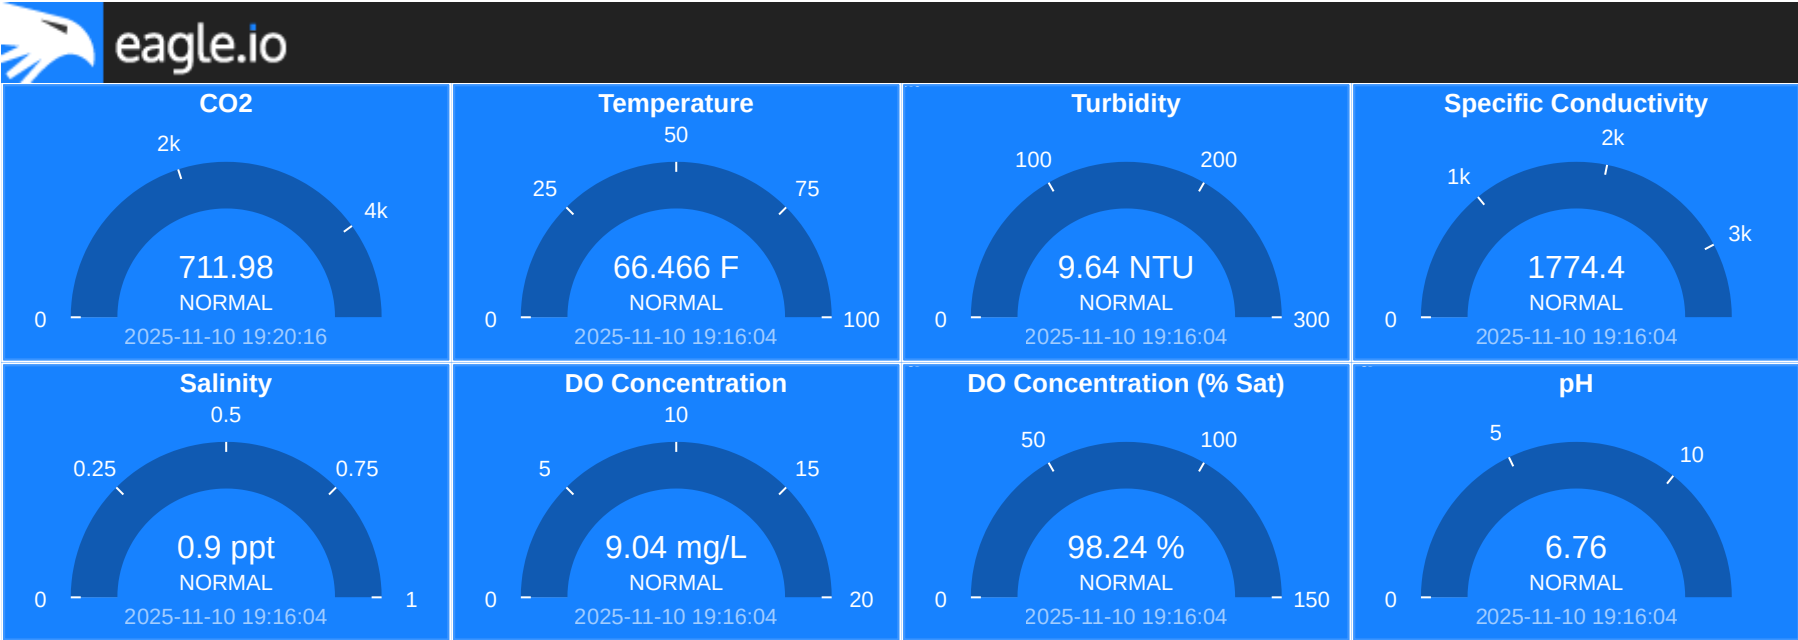 eagle.io
CO2
2k
4k
0
711.98
NORMAL
2025-11-10 19:20:16
Temperature
50
25
75
0
100
66.466 F
NORMAL
2025-11-10 19:16:04
Turbidity
100
200
0
300
9.64 NTU
NORMAL
2025-11-10 19:16:04
Specific Conductivity
2k
1k
3k
0
1774.4
NORMAL
2025-11-10 19:16:04
Salinity
0.5
0.25
0.75
0
1
0.9 ppt
NORMAL
2025-11-10 19:16:04
DO Concentration
10
5
15
0
20
9.04 mg/L
NORMAL
2025-11-10 19:16:04
DO Concentration (% Sat)
50
100
0
150
98.24 %
NORMAL
2025-11-10 19:16:04
pH
5
10
0
6.76
NORMAL
2025-11-10 19:16:04